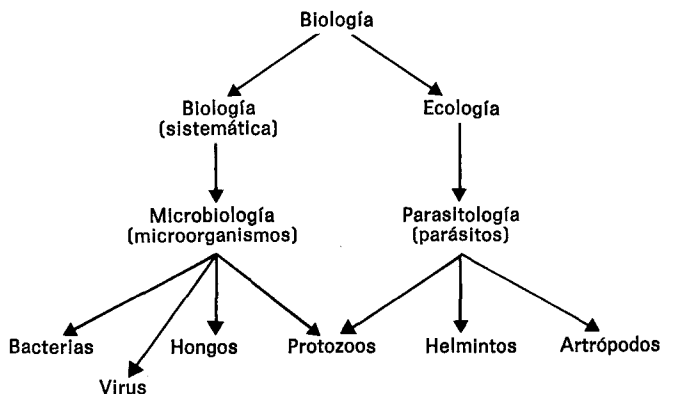 Biología
Biología
(sistemática)
Ecología
Microbiología
(microorganismos)
Parasitología
(parásitos)
Bacterias
Hongos
Protozoos
Helmintos
Artrópodos
Virus